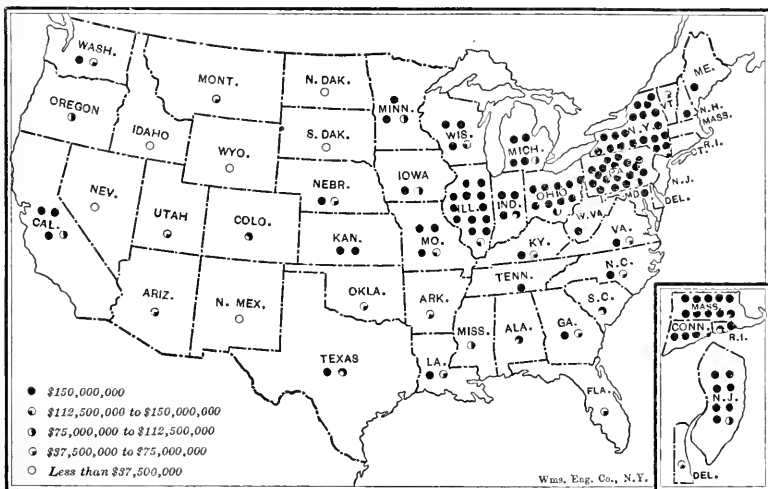 WASH.
MONT.
N. DAK.
MINN.
ME.
OREGON
IDAHO
S. DAK.
WIS.
MICH.
VT.
N.H.
N.Y.
MASS.
WYO.
CT.
R.I.
IOWA
NEBR.
PA.
NEV.
UTAH
COLO.
ILL.
IND.
OHIO
MD.
N.J.
DEL.
CAL.
KAN.
MO.
W.VA.
VA.
KY.
N.C.
TENN.
ARIZ.
N. MEX.
OKLA.
ARK.
S.C.
MISS.
ALA.
GA.
TEXAS
LA.
FLA.
MASS.
CONN.
R.I.
N.J.
DEL.
$150,000,000
$112,500,000 to $150,000,000
$75,000,000 to $112,500,000
$37,500,000 to $75,000,000
Less than $37,500,000
Wms. Eng. Co., N.Y.